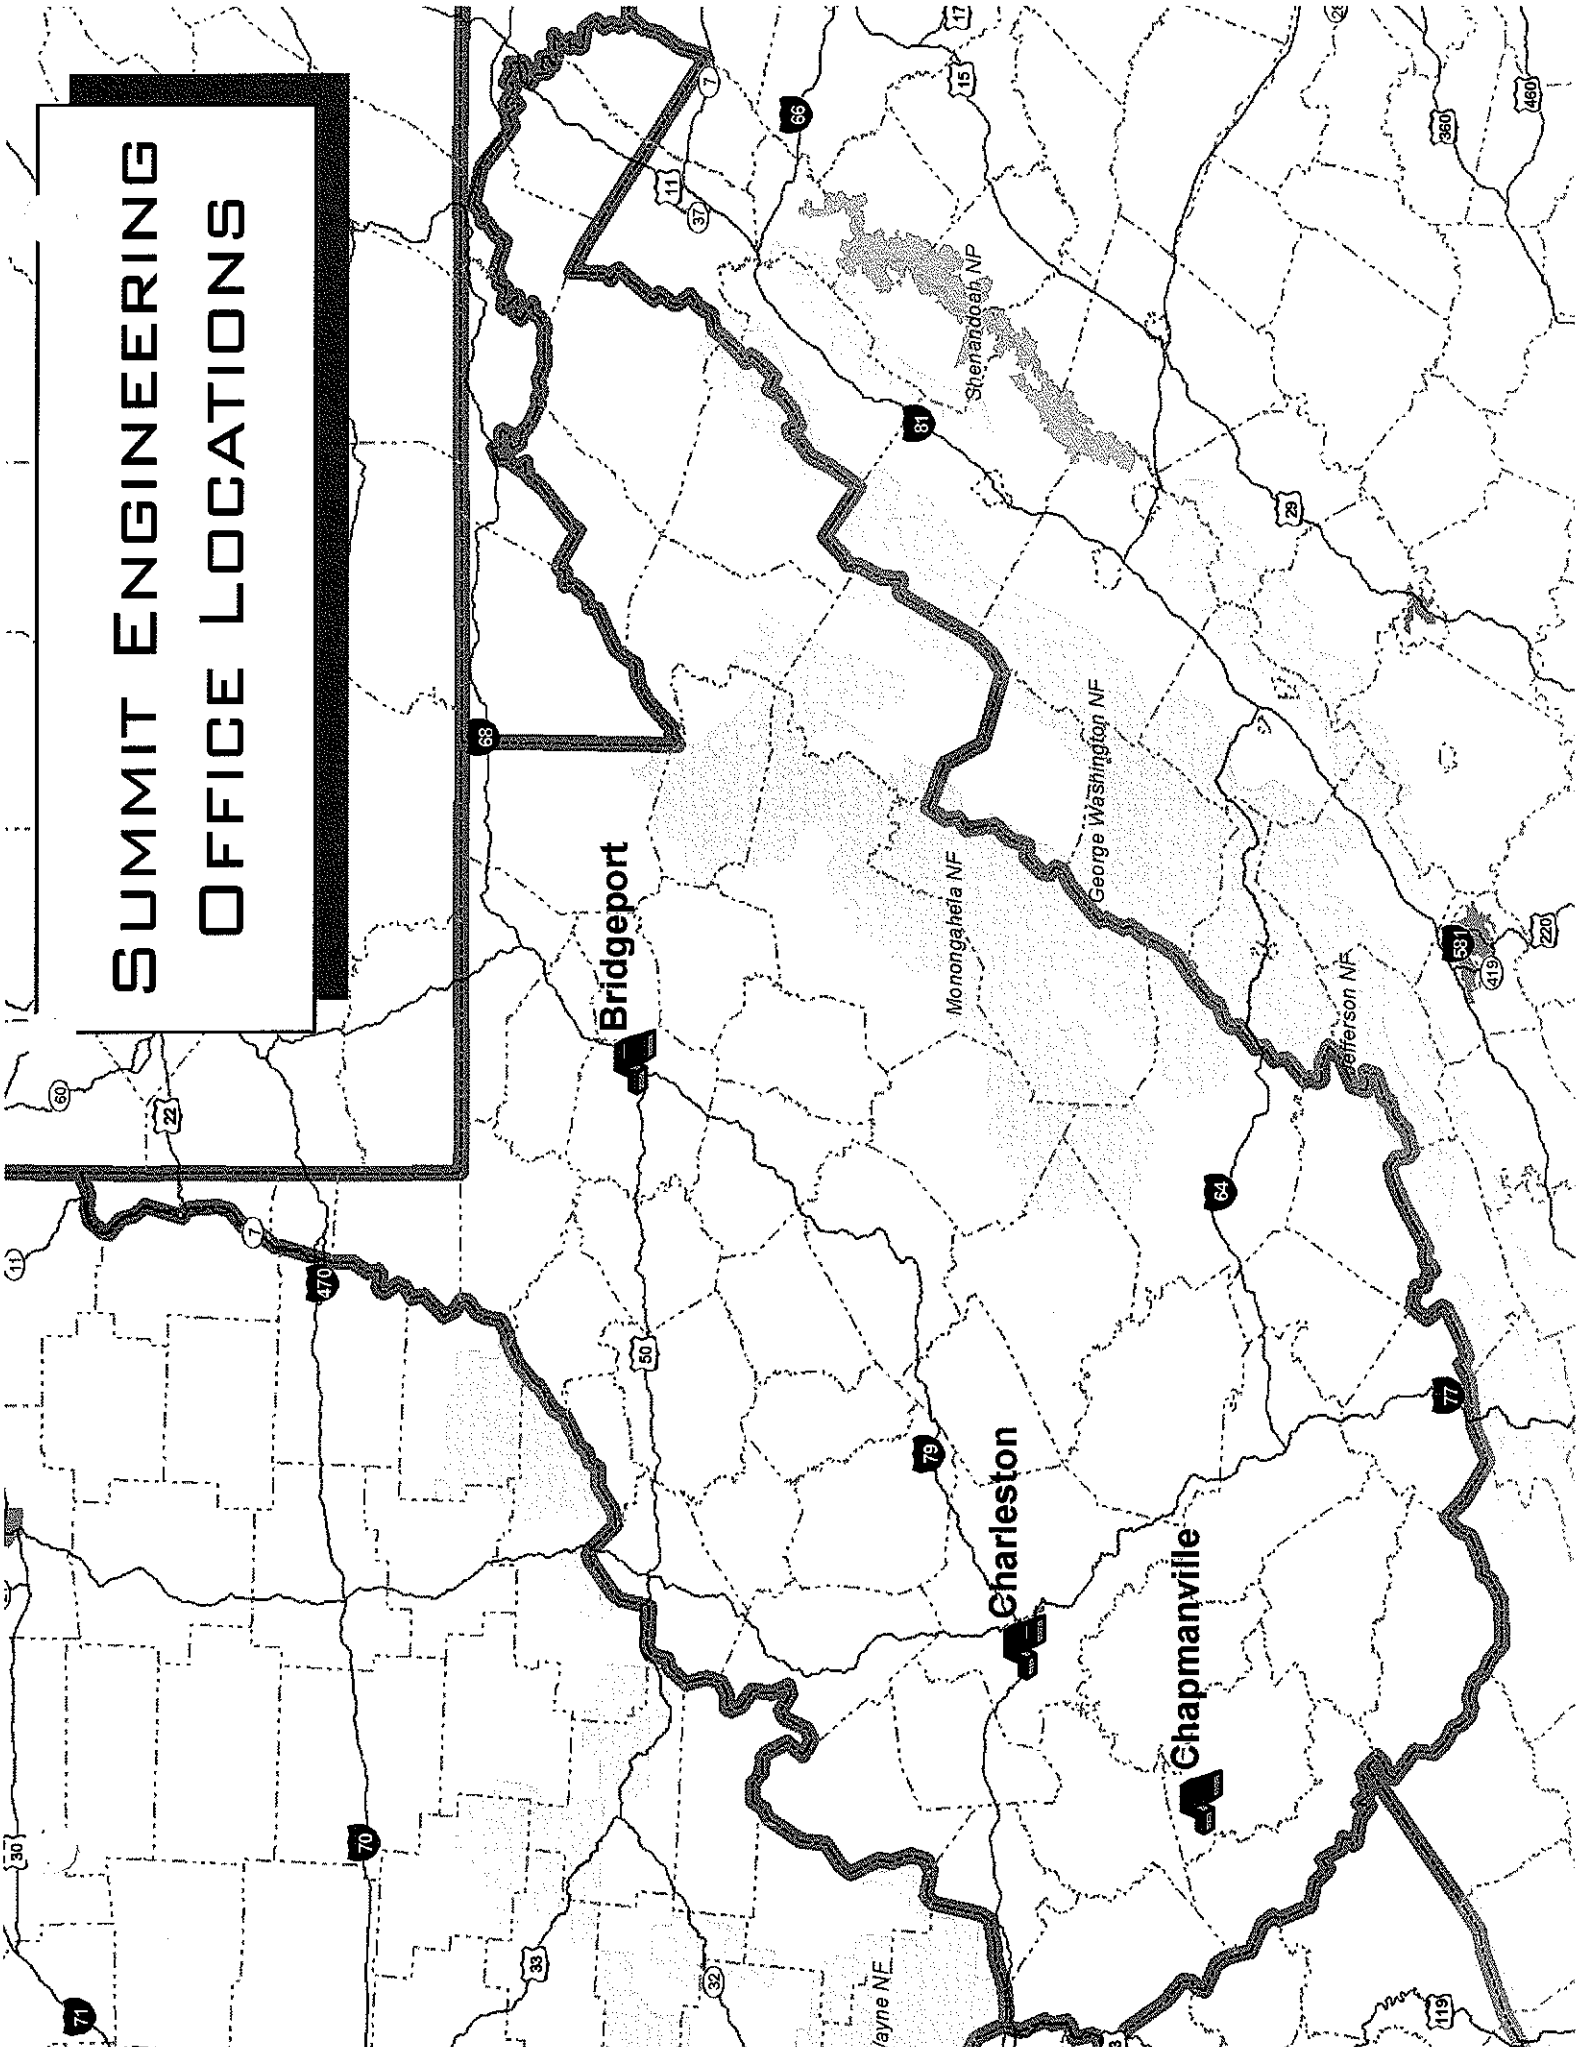 SUMMIT ENGINEERING
OFFICE LOCATIONS
71
30
70
33
32
119
Wayne NF
11
7
470
60
22
50
79
77
64
68
Bridgeport
Charleston
Chapmanville
Monongahela NF
George Washington NF
Jefferson NF
Shenandoah NP
581
419
220
81
29
11
37
7
66
15
17
360
460